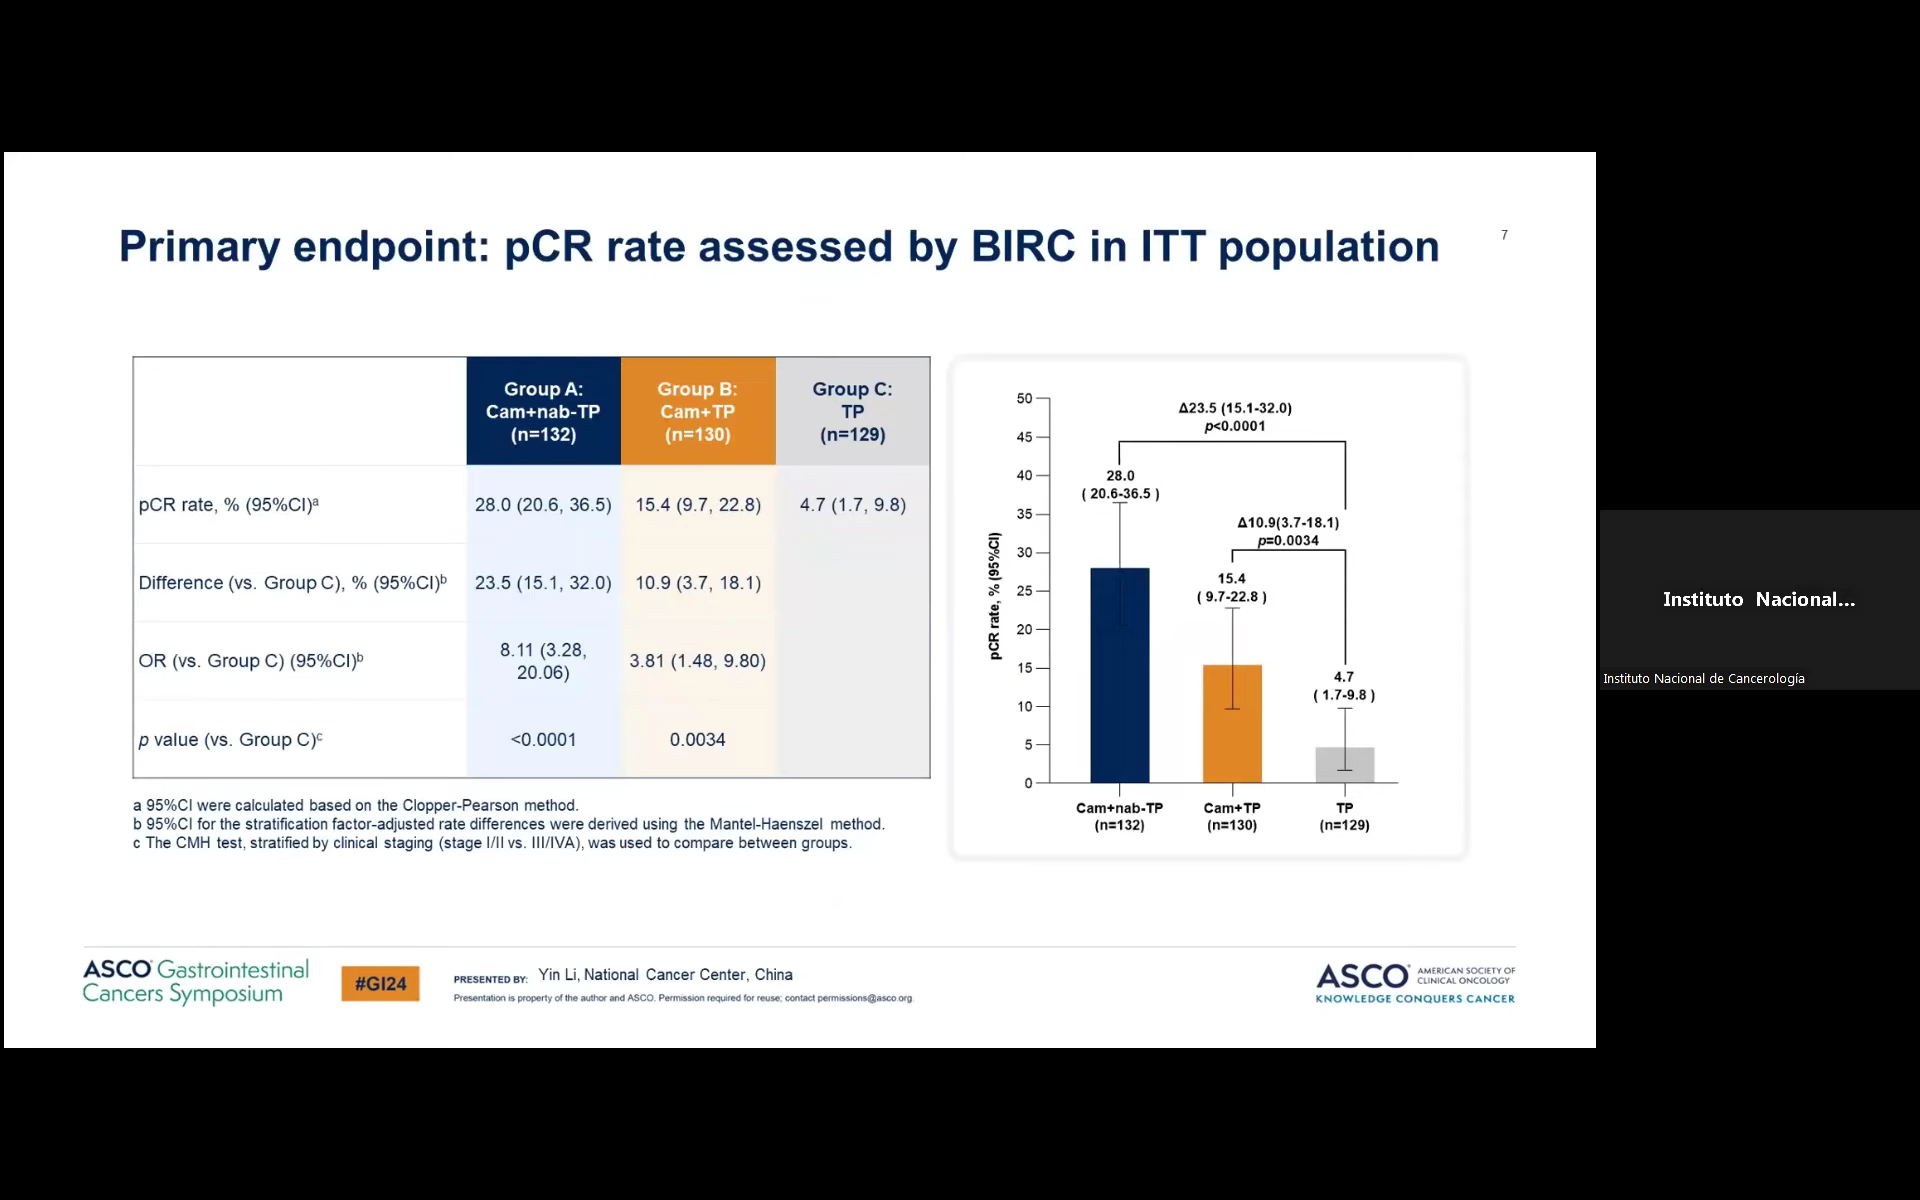 Primary endpoint: pCR rate assessed by BIRC in ITT population
7
Group A:
Cam+nab-TP
(n=132)
Group B:
Cam+TP
(n=130)
Group C:
TP
(n=129)
pCR rate, % (95%CI)ᵃ
28.0 (20.6, 36.5)
15.4 (9.7, 22.8)
4.7 (1.7, 9.8)
Difference (vs. Group C), % (95%CI)ᵇ
23.5 (15.1, 32.0)
10.9 (3.7, 18.1)
OR (vs. Group C) (95%CI)ᵇ
8.11 (3.28,
20.06)
3.81 (1.48, 9.80)
p value (vs. Group C)ᶜ
<0.0001
0.0034
a 95%CI were calculated based on the Clopper-Pearson method.
b 95%CI for the stratification factor-adjusted rate differences were derived using the Mantel-Haenszel method.
c The CMH test, stratified by clinical staging (stage I/II vs. III/IVA), was used to compare between groups.
pCR rate, % (95%CI)
50
45
40
35
30
25
20
15
10
5
0
Δ23.5 (15.1-32.0)
p<0.0001
28.0
( 20.6-36.5 )
Δ10.9(3.7-18.1)
p=0.0034
15.4
( 9.7-22.8 )
4.7
( 1.7-9.8 )
Cam+nab-TP
(n=132)
Cam+TP
(n=130)
TP
(n=129)
Instituto Nacional...
Instituto Nacional de Cancerología
ASCO Gastrointestinal
Cancers Symposium
#GI24
PRESENTED BY: Yin Li, National Cancer Center, China
Presentation is property of the author and ASCO. Permission required for reuse; contact permissions@asco.org.
ASCO AMERICAN SOCIETY OF
CLINICAL ONCOLOGY
KNOWLEDGE CONQUERS CANCER